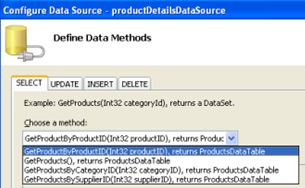 Configure Data Source - productDetailsDataSource
Define Data Methods
SELECT UPDATE INSERT DELETE
Example: GetProducts(Int32 categoryId), returns a DataSet.
Choose a method:
GetProductByProductID(Int32 productID), returns Produc
GetProductByProductID(Int32 productID), returns ProductsDataTable
GetProducts(), returns ProductsDataTable
GetProductsByCategoryID(Int32 categoryID), returns ProductsDataTable
GetProductsBySupplierID(Int32 supplierID), returns ProductsDataTable